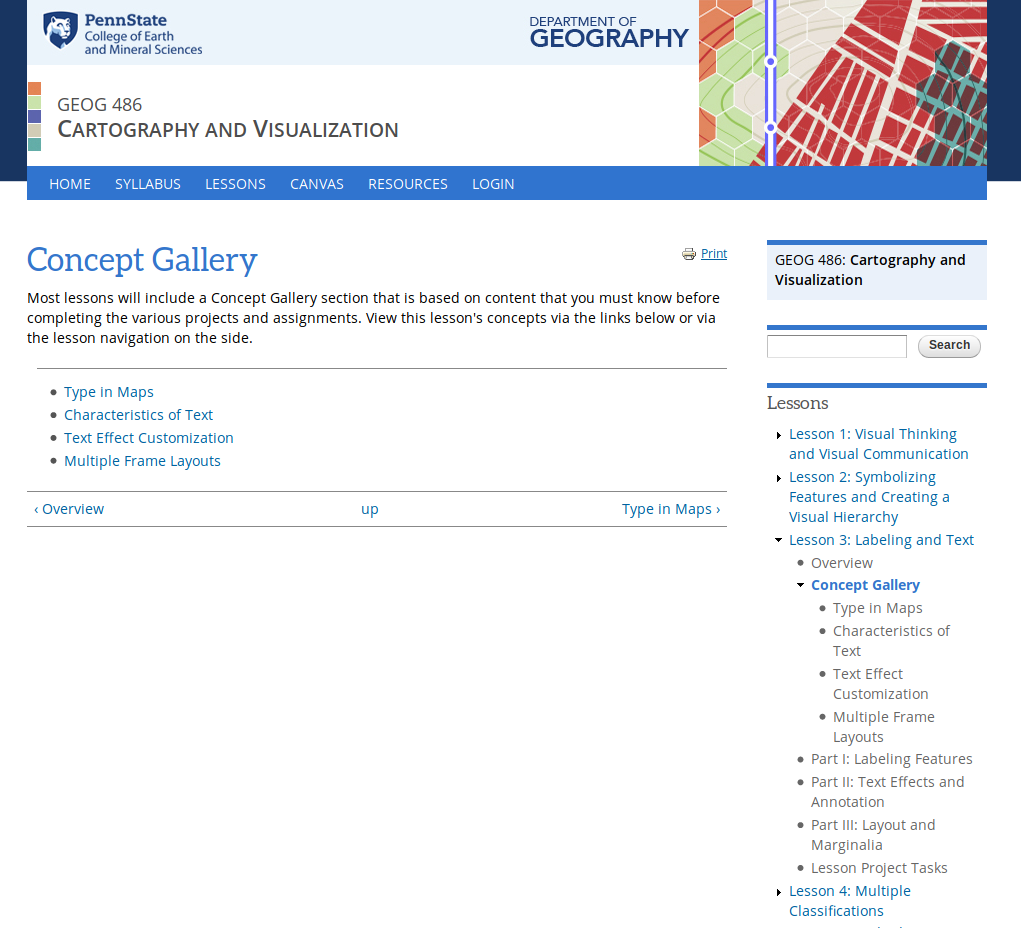 PennState
College of Earth
and Mineral Sciences
DEPARTMENT OF
GEOGRAPHY
GEOG 486
CARTOGRAPHY AND VISUALIZATION
HOME SYLLABUS LESSONS CANVAS RESOURCES LOGIN
Concept Gallery
Print
Most lessons will include a Concept Gallery section that is based on content that you must know before
completing the various projects and assignments. View this lesson's concepts via the links below or via
the lesson navigation on the side.
Type in Maps
Characteristics of Text
Text Effect Customization
Multiple Frame Layouts
‹ Overview up Type in Maps ›
GEOG 486: Cartography and
Visualization
Search
Lessons
Lesson 1: Visual Thinking
and Visual Communication
Lesson 2: Symbolizing
Features and Creating a
Visual Hierarchy
Lesson 3: Labeling and Text
Overview
Concept Gallery
Type in Maps
Characteristics of
Text
Text Effect
Customization
Multiple Frame
Layouts
Part I: Labeling Features
Part II: Text Effects and
Annotation
Part III: Layout and
Marginalia
Lesson Project Tasks
Lesson 4: Multiple
Classifications